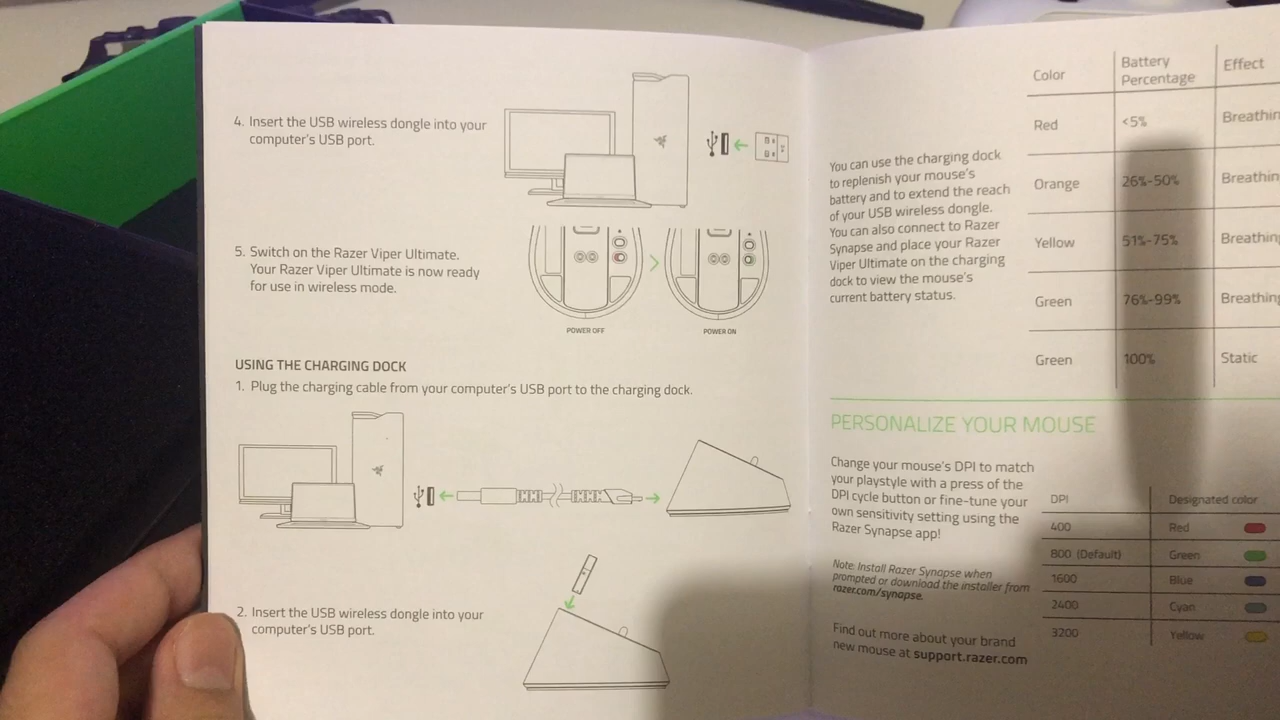 4. Insert the USB wireless dongle into your
computer's USB port.
5. Switch on the Razer Viper Ultimate.
Your Razer Viper Ultimate is now ready
for use in wireless mode.
POWER OFF
POWER ON
USING THE CHARGING DOCK
1. Plug the charging cable from your computer's USB port to the charging dock.
2. Insert the USB wireless dongle into your
computer's USB port.
You can use the charging dock
to replenish your mouse's
battery and to extend the reach
of your USB wireless dongle.
You can also connect to Razer
Synapse and place your Razer
Viper Ultimate on the charging
dock to view the mouse's
current battery status.
Color Battery Percentage Effect
Red <5%
Orange 26%-50%
Yellow 51%-75%
Green 76%-99%
Green 100% Static
PERSONALIZE YOUR MOUSE
Change your mouse's DPI to match
your playstyle with a press of the
DPI cycle button or fine-tune your
own sensitivity setting using the
Razer Synapse app!
Note: Install Razer Synapse when
prompted or download the installer from
razer.com/synapse.
Find out more about your brand
new mouse at support.razer.com
DPI Designated color
400 Red
800 (Default) Green
1600 Blue
2400 Cyan
3200 Yellow